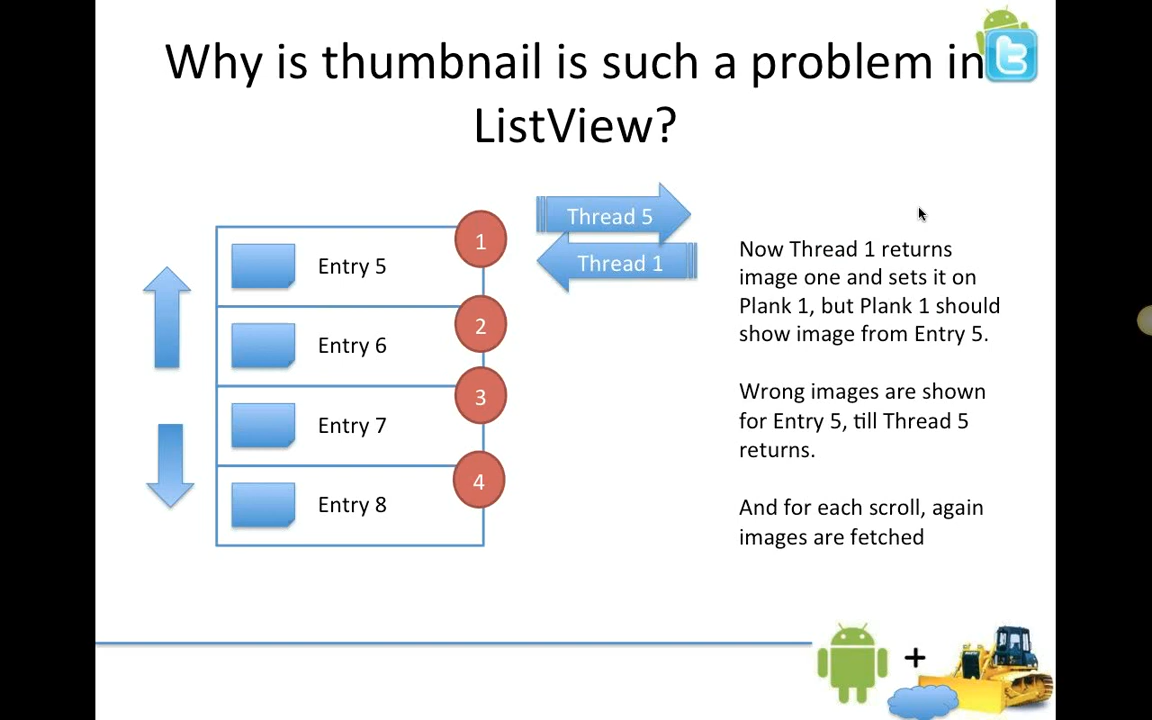 Why is thumbnail is such a problem in
ListView?
Thread 5
Thread 1
1
Entry 5
2
Entry 6
3
Entry 7
4
Entry 8
Now Thread 1 returns
image one and sets it on
Plank 1, but Plank 1 should
show image from Entry 5.
Wrong images are shown
for Entry 5, till Thread 5
returns.
And for each scroll, again
images are fetched
+